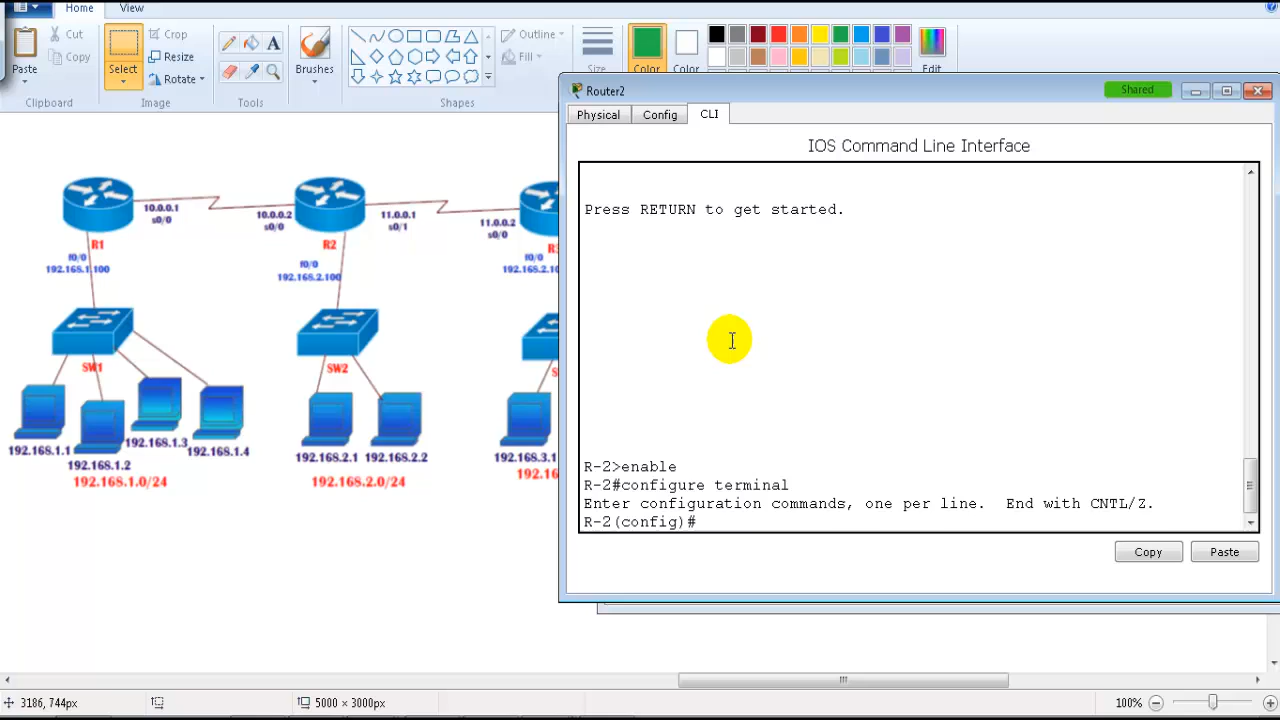 Home View
Cut
Copy
Paste
Clipboard
Select
Crop
Resize
Rotate
Image
A
Tools
Brushes
Shapes
Outline
Fill
Size
Color
Color
Edit
Router2
Shared
Physical Config CLI
IOS Command Line Interface
Press RETURN to get started.
R-2>enable
R-2#configure terminal
Enter configuration commands, one per line. End with CNTL/Z.
R-2(config)#
Copy Paste
10.0.0.1
s0/0
10.0.0.2
s0/0
11.0.0.1
s0/1
11.0.0.2
s0/0
R1
R2
f0/0
192.168.1.100
f0/0
192.168.2.100
f0/0
SW1
SW2
192.168.1.1
192.168.1.2
192.168.1.3
192.168.1.4
192.168.2.1
192.168.2.2
192.168.3.1
192.168.1.0/24
192.168.2.0/24
3186, 744px
5000 × 3000px
100%